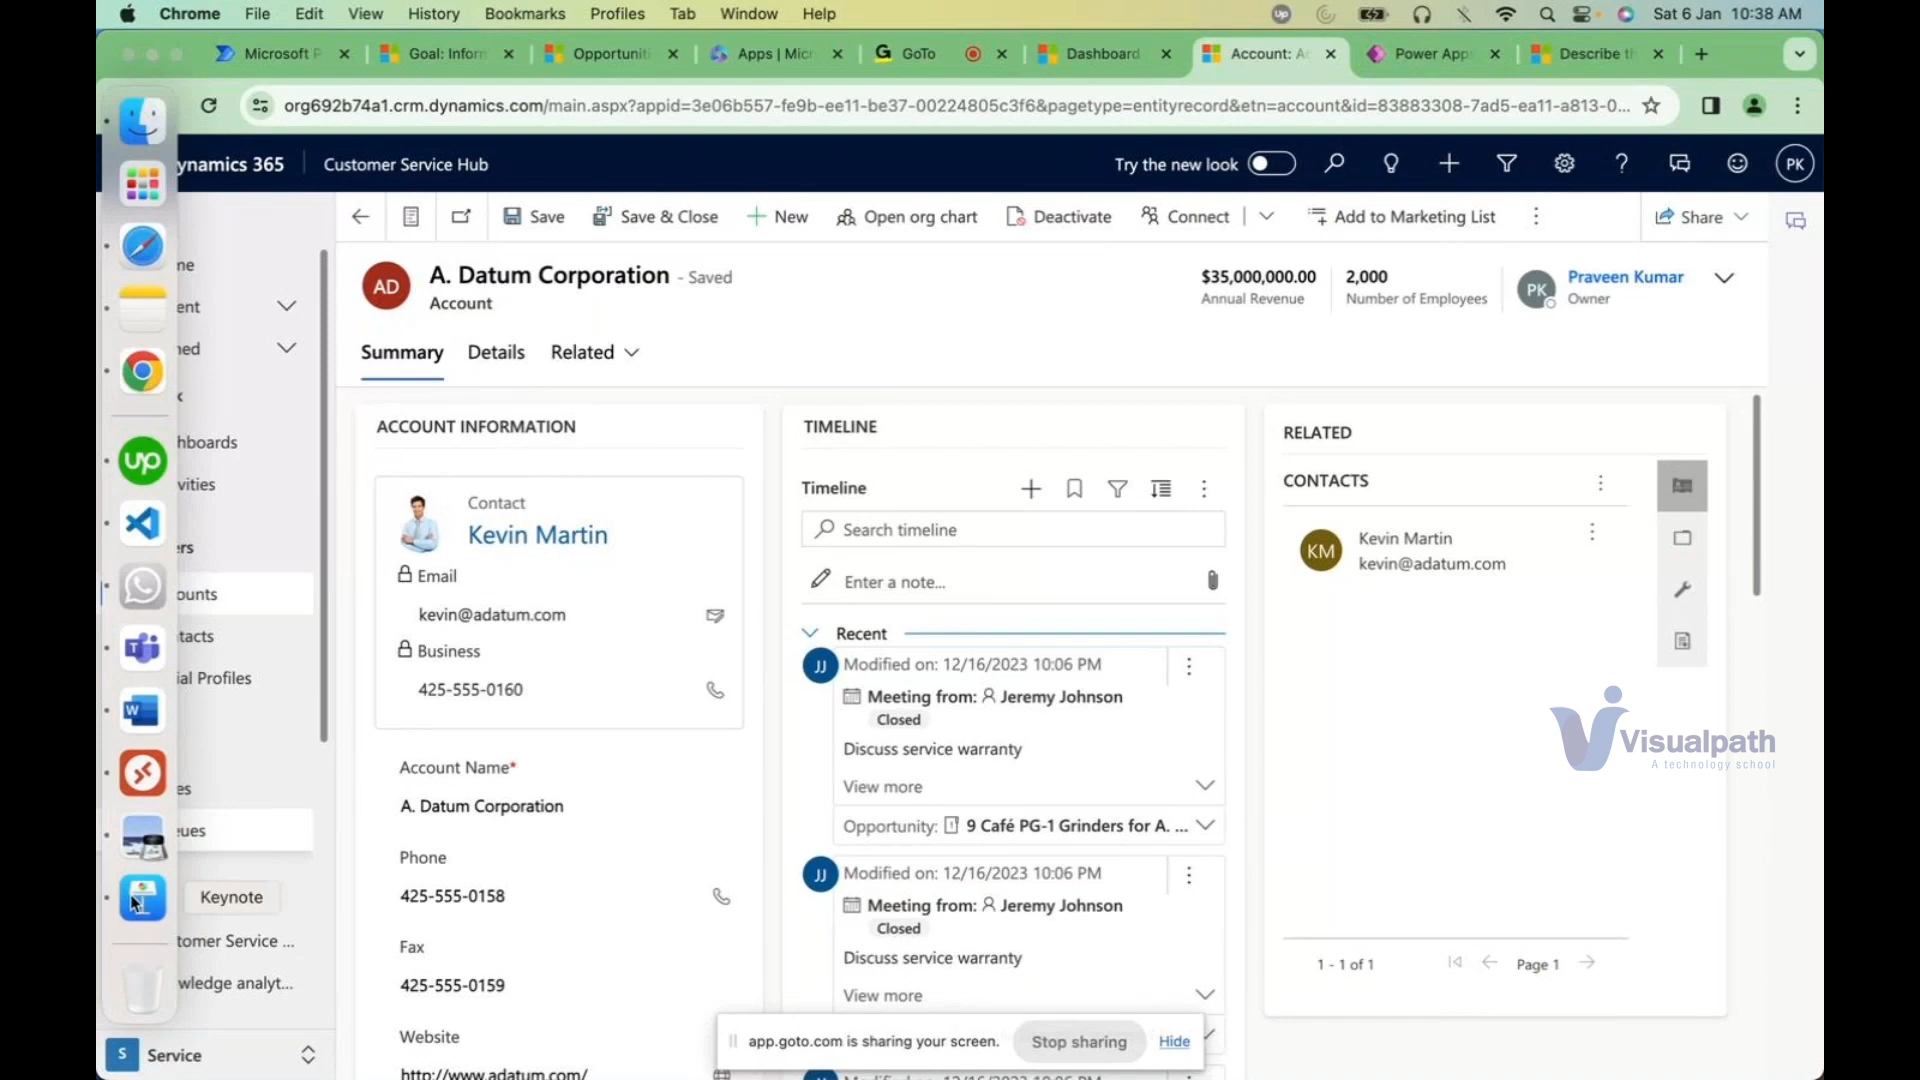 Chrome File Edit View History Bookmarks Profiles Tab Window Help Sat 6 Jan 10:38 AM
Microsoft P Goal: Inform Opportuniti Apps | Micr GoTo Dashboard Account: A Power App Describe th
org692b74a1.crm.dynamics.com/main.aspx?appid=3e06b557-fe9b-ee11-be37-00224805c3f6&pagetype=entityrecord&etn=account&id=83883308-7ad5-ea11-a813-0...
ynamics 365 Customer Service Hub Try the new look PK
Save Save & Close New Open org chart Deactivate Connect Add to Marketing List Share
AD A. Datum Corporation - Saved
Account
$35,000,000.00
Annual Revenue
2,000
Number of Employees
PK Praveen Kumar
Owner
Summary Details Related
me
ent
ned
k
hboards
vities
ers
ounts
tacts
ial Profiles
es
eues
Keynote
tomer Service ...
wledge analyt...
S Service
ACCOUNT INFORMATION
Contact
Kevin Martin
Email
kevin@adatum.com
Business
425-555-0160
Account Name*
A. Datum Corporation
Phone
425-555-0158
Fax
425-555-0159
Website
http://www.adatum.com/
TIMELINE
Timeline
Search timeline
Enter a note...
Recent
JJ Modified on: 12/16/2023 10:06 PM
Meeting from: Jeremy Johnson
Closed
Discuss service warranty
View more
Opportunity: 9 Café PG-1 Grinders for A. ...
JJ Modified on: 12/16/2023 10:06 PM
Meeting from: Jeremy Johnson
Closed
Discuss service warranty
View more
RELATED
CONTACTS
KM Kevin Martin
kevin@adatum.com
1 - 1 of 1 Page 1
Visualpath
A technology school
app.goto.com is sharing your screen. Stop sharing Hide